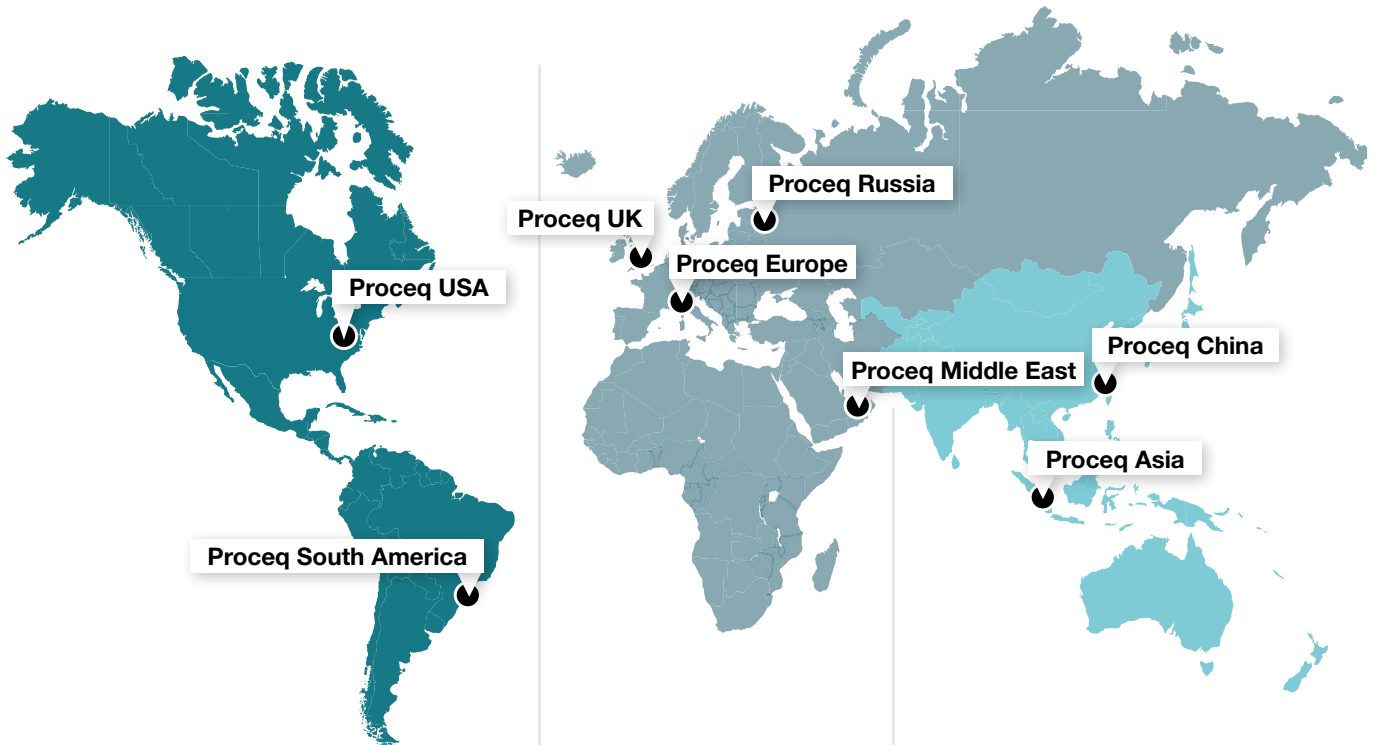 Proceq Russia
Proceq UK
Proceq Europe
Proceq USA
Proceq China
Proceq Middle East
Proceq Asia
Proceq South America